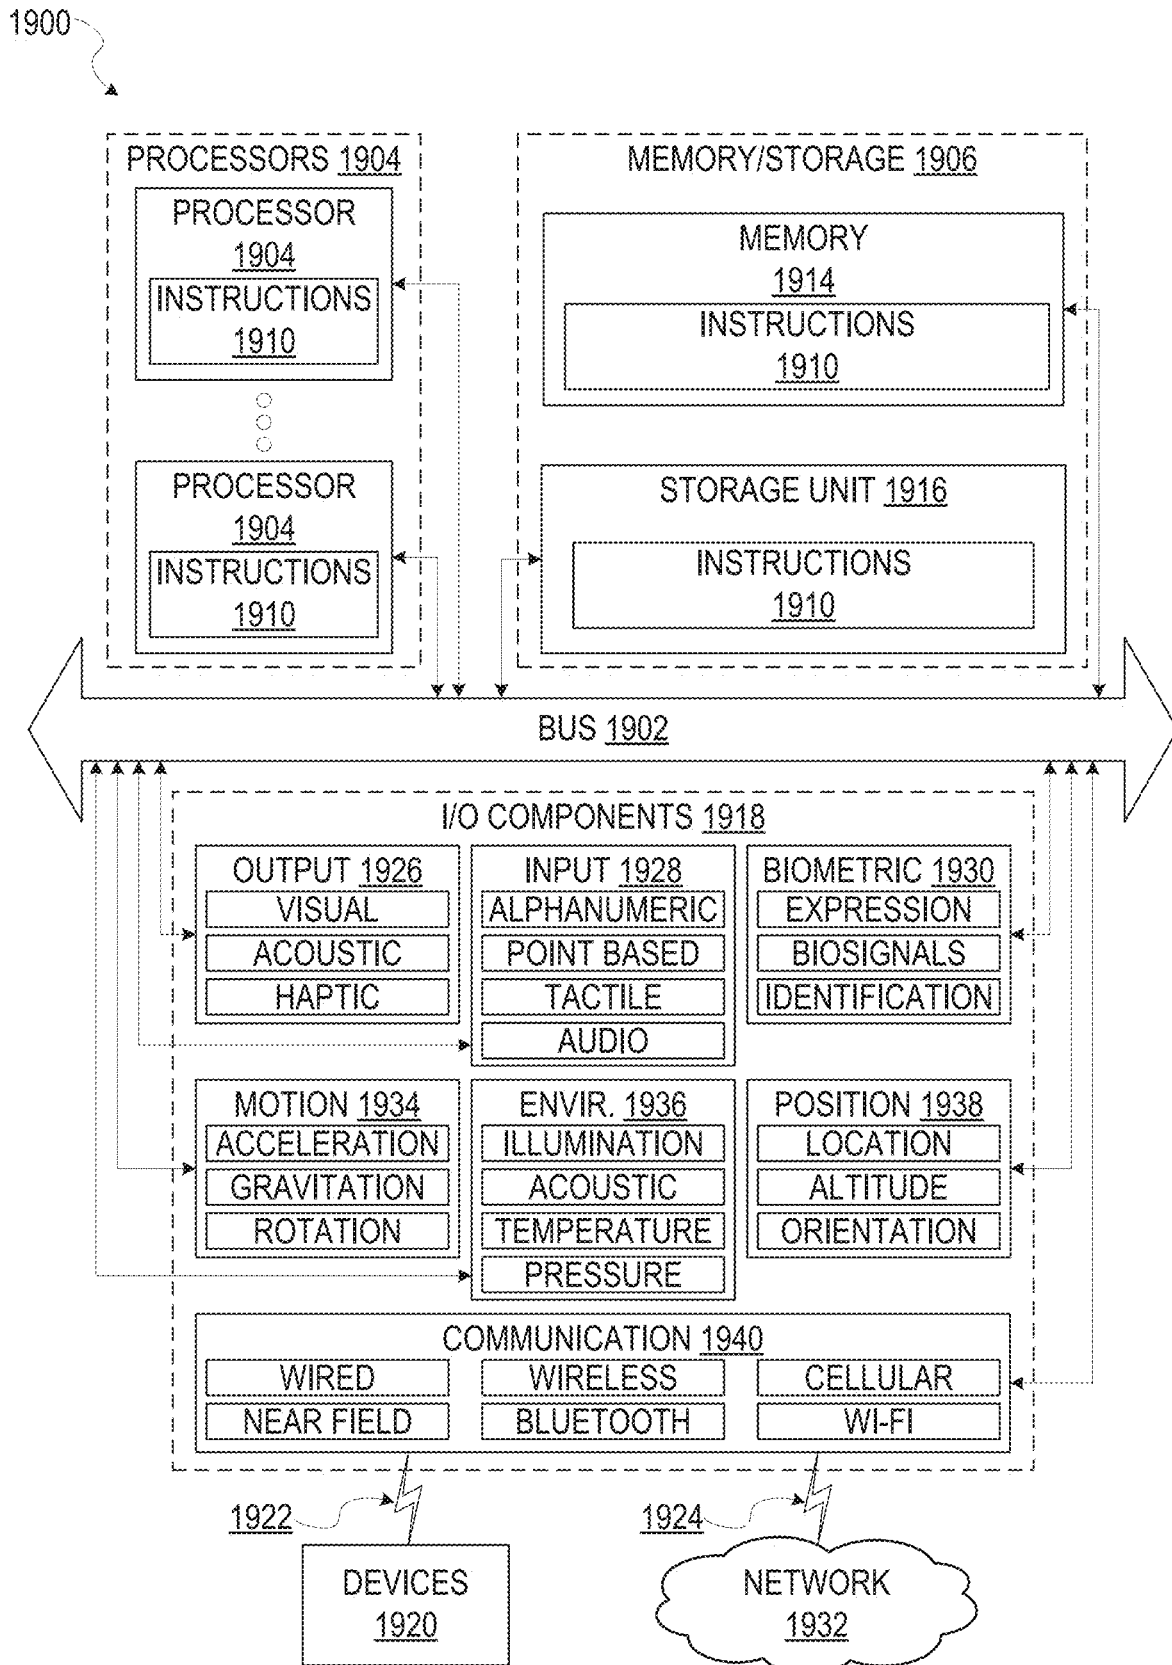 1900
PROCESSORS 1904
PROCESSOR
1904
INSTRUCTIONS
1910
PROCESSOR
1904
INSTRUCTIONS
1910
MEMORY/STORAGE 1906
MEMORY
1914
INSTRUCTIONS
1910
STORAGE UNIT 1916
INSTRUCTIONS
1910
BUS 1902
I/O COMPONENTS 1918
OUTPUT 1926
VISUAL
ACOUSTIC
HAPTIC
INPUT 1928
ALPHANUMERIC
POINT BASED
TACTILE
AUDIO
BIOMETRIC 1930
EXPRESSION
BIOSIGNALS
IDENTIFICATION
MOTION 1934
ACCELERATION
GRAVITATION
ROTATION
ENVIR. 1936
ILLUMINATION
ACOUSTIC
TEMPERATURE
PRESSURE
POSITION 1938
LOCATION
ALTITUDE
ORIENTATION
COMMUNICATION 1940
WIRED
WIRELESS
CELLULAR
NEAR FIELD
BLUETOOTH
WI-FI
1922
1924
DEVICES
1920
NETWORK
1932